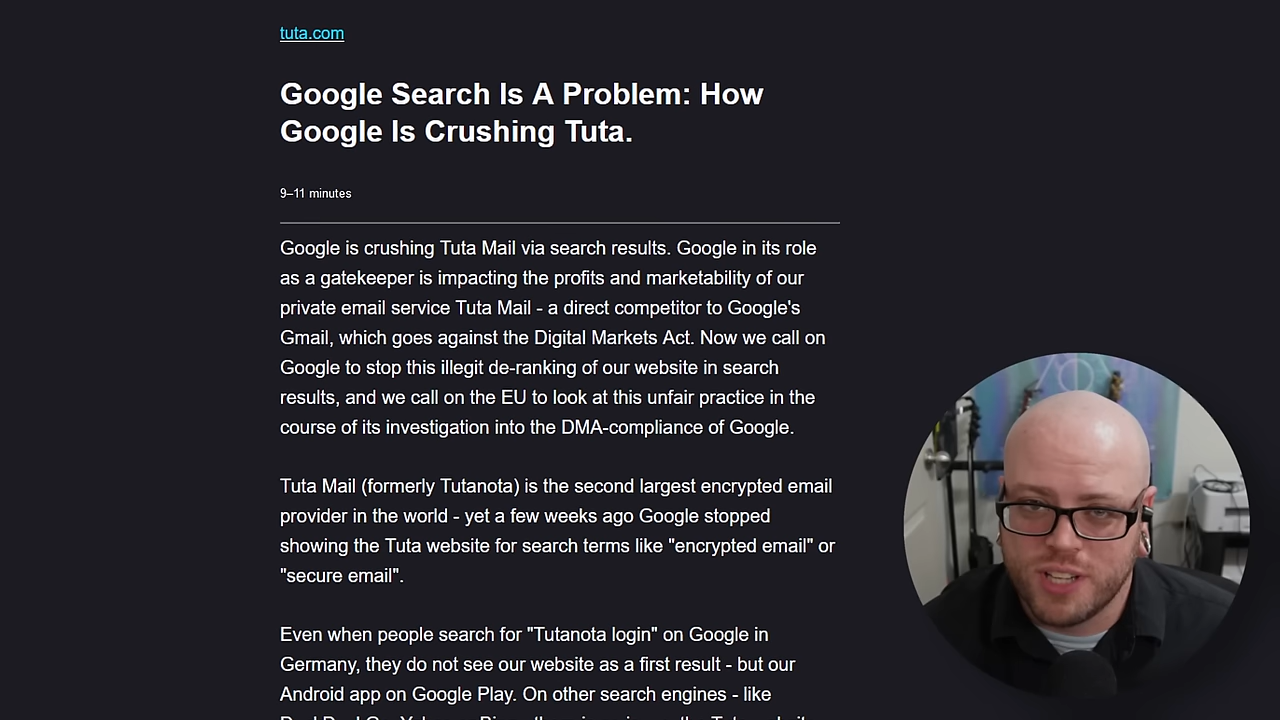 tuta.com
Google Search Is A Problem: How
Google Is Crushing Tuta.
9–11 minutes
Google is crushing Tuta Mail via search results. Google in its role
as a gatekeeper is impacting the profits and marketability of our
private email service Tuta Mail - a direct competitor to Google's
Gmail, which goes against the Digital Markets Act. Now we call on
Google to stop this illegit de-ranking of our website in search
results, and we call on the EU to look at this unfair practice in the
course of its investigation into the DMA-compliance of Google.
Tuta Mail (formerly Tutanota) is the second largest encrypted email
provider in the world - yet a few weeks ago Google stopped
showing the Tuta website for search terms like "encrypted email" or
"secure email".
Even when people search for "Tutanota login" on Google in
Germany, they do not see our website as a first result - but our
Android app on Google Play. On other search engines - like